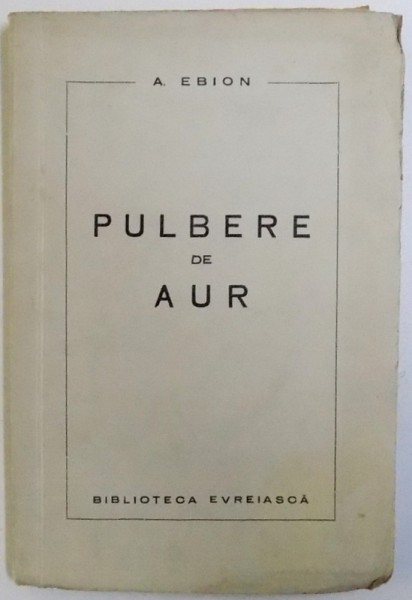 A. EBION
PULBERE
DE
AUR
BIBLIOTECA EVREIASCĂ